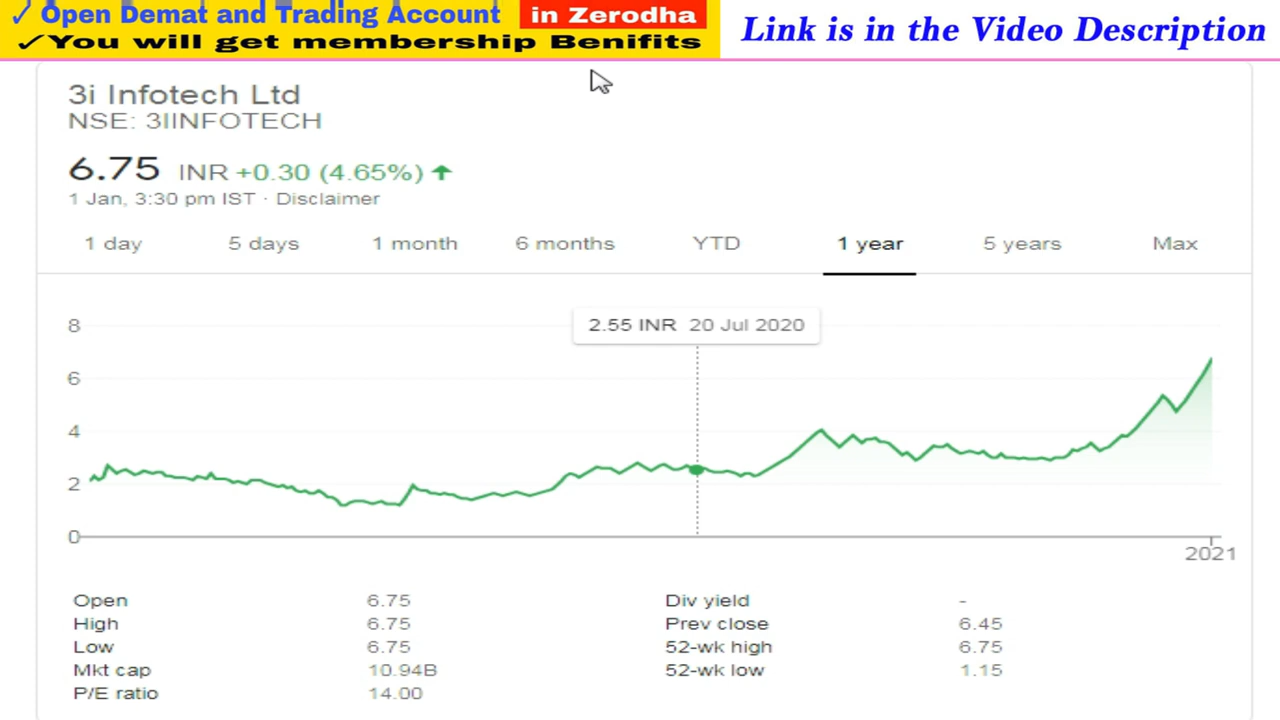 ✓ Open Demat and Trading Account in Zerodha
✓You will get membership Benifits
Link is in the Video Description
3i Infotech Ltd
NSE: 3IINFOTECH
6.75 INR +0.30 (4.65%) ↑
1 Jan, 3:30 pm IST · Disclaimer
1 day 5 days 1 month 6 months YTD 1 year 5 years Max
2.55 INR 20 Jul 2020
8
6
4
2
0
2021
Open 6.75 Div yield -
High 6.75 Prev close 6.45
Low 6.75 52-wk high 6.75
Mkt cap 10.94B 52-wk low 1.15
P/E ratio 14.00